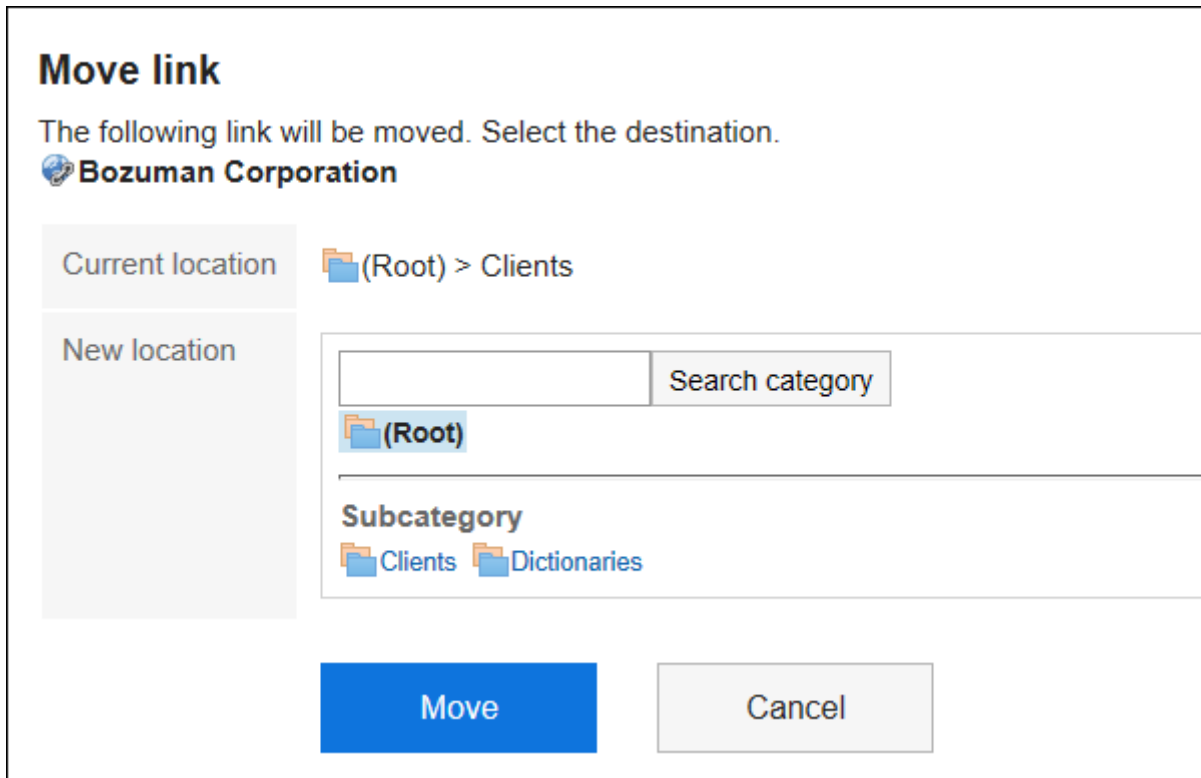 Move link
The following link will be moved. Select the destination.
Bozuman Corporation
Current location
(Root) > Clients
New location
Search category
(Root)
Subcategory
Clients Dictionaries
Move Cancel